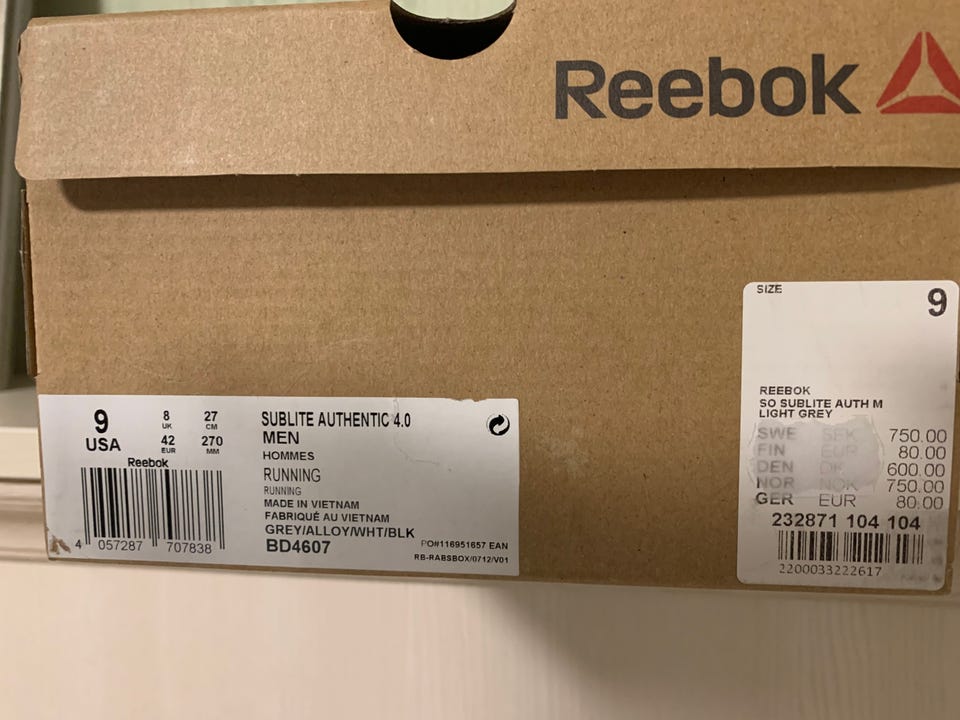 Reebok
9
USA
8
UK
27
CM
42
EUR
270
MM
Reebok
4 057287 707838
SUBLITE AUTHENTIC 4.0
MEN
HOMMES
RUNNING
RUNNING
MADE IN VIETNAM
FABRIQUÉ AU VIETNAM
GREY/ALLOY/WHT/BLK
BD4607
PO#116951657 EAN
RB-RABSBOX/0712/V01
SIZE
9
REEBOK
SO SUBLITE AUTH M
LIGHT GREY
SWE SEK 750.00
FIN EUR 80.00
DEN DK 600.00
NOR NOK 750.00
GER EUR 80.00
232871 104 104
2200033222617